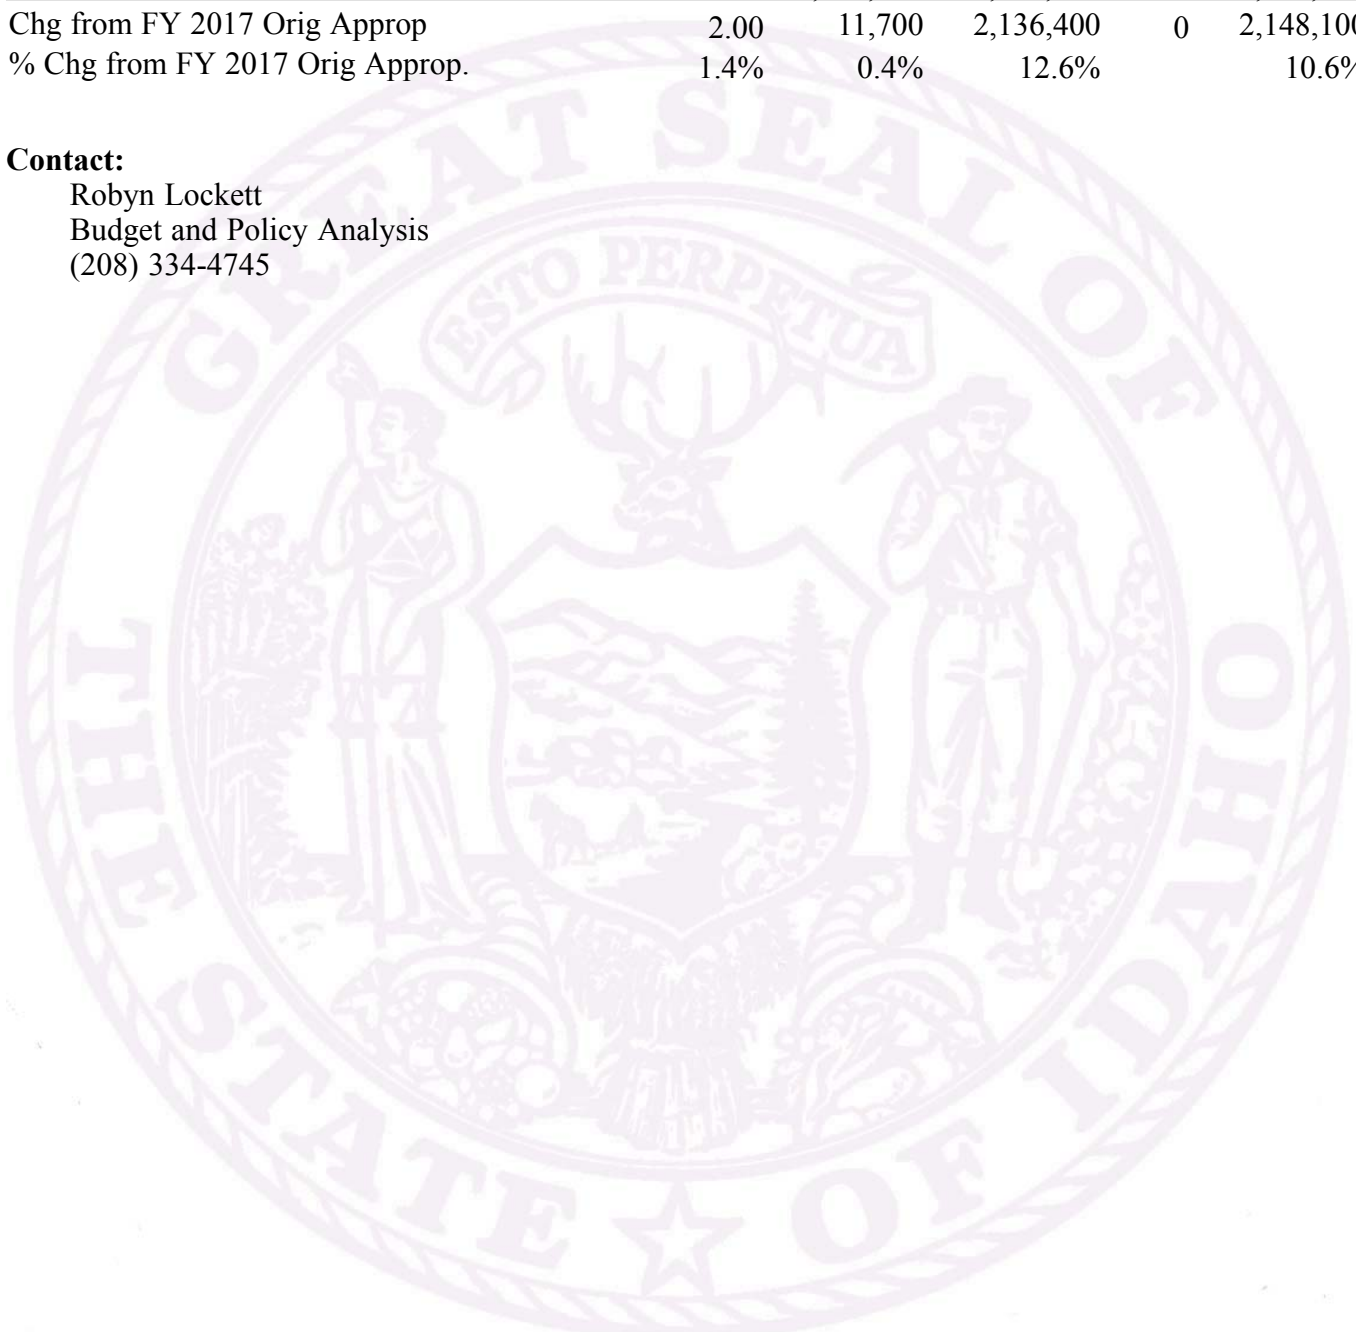 Chg from FY 2017 Orig Approp 2.00 11,700 2,136,400 0 2,148,100
% Chg from FY 2017 Orig Approp. 1.4% 0.4% 12.6% 10.6%
Contact:
Robyn Lockett
Budget and Policy Analysis
(208) 334-4745
GREAT SEAL OF
ESTO PERPETUA
THE STATE OF IDAHO